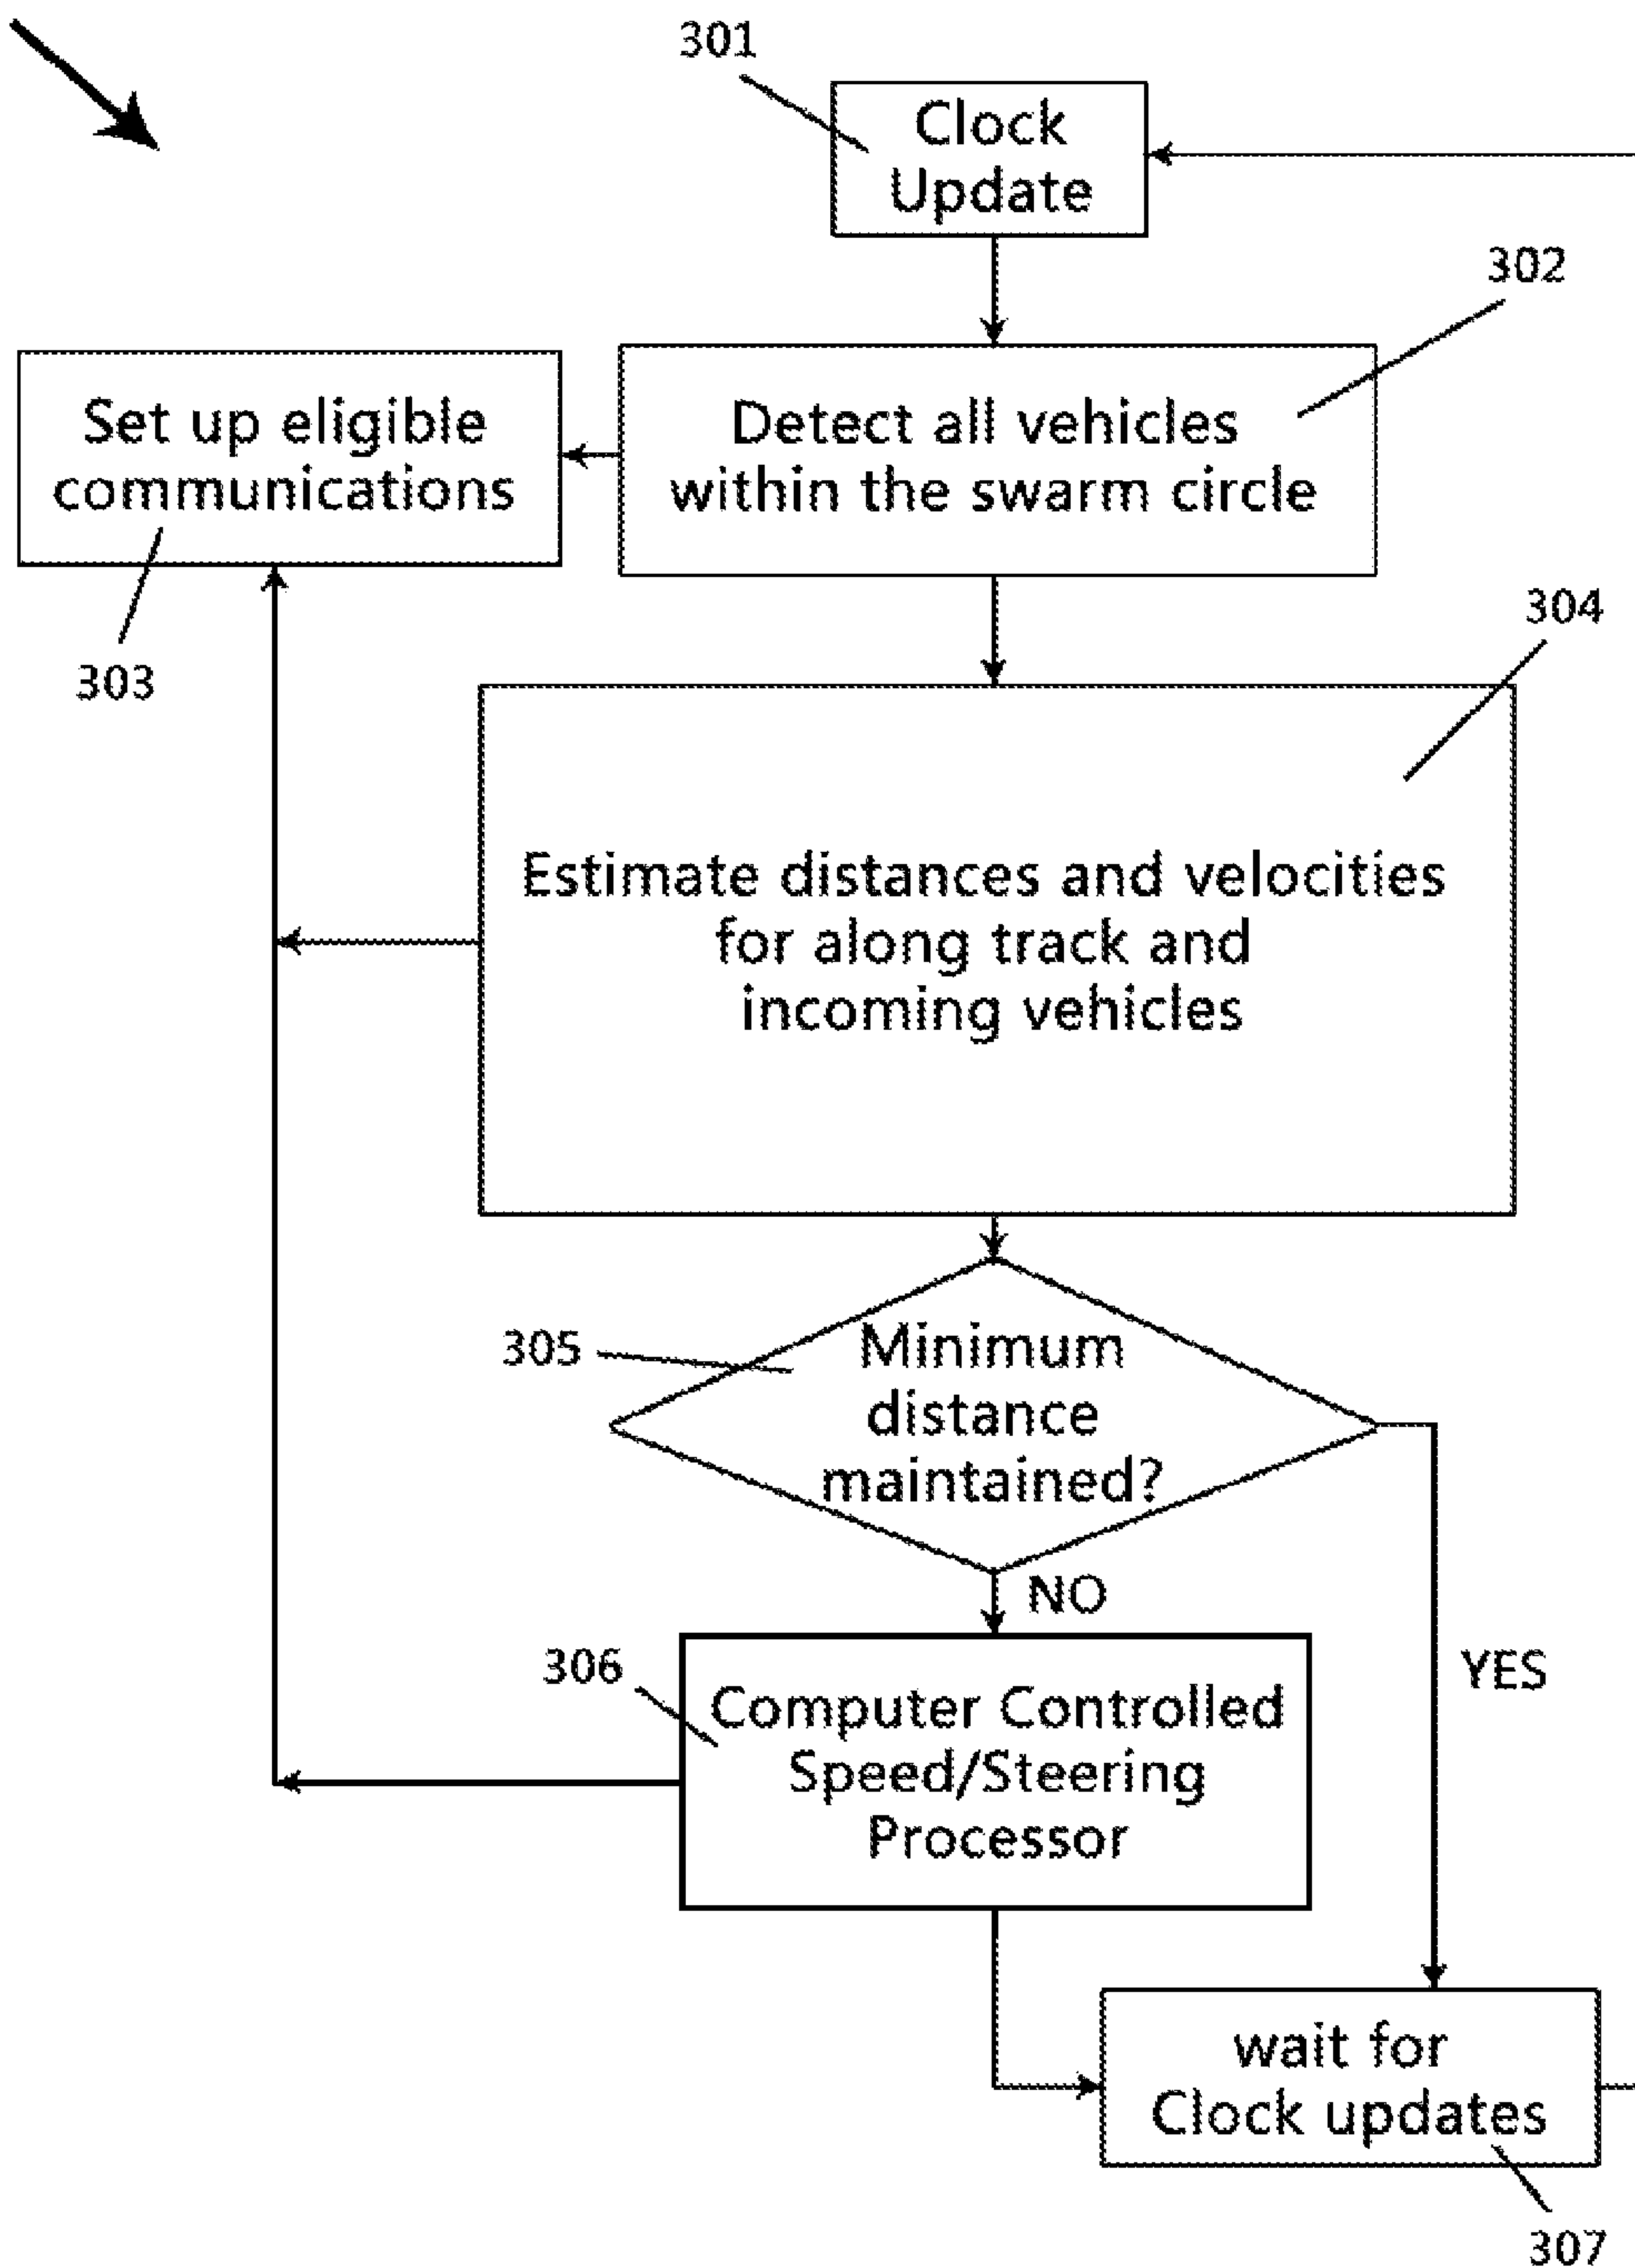 301
Clock
Update
302
Set up eligible
communications
303
Detect all vehicles
within the swarm circle
304
Estimate distances and velocities
for along track and
incoming vehicles
305
Minimum
distance
maintained?
NO
YES
306
Computer Controlled
Speed/Steering
Processor
wait for
Clock updates
307